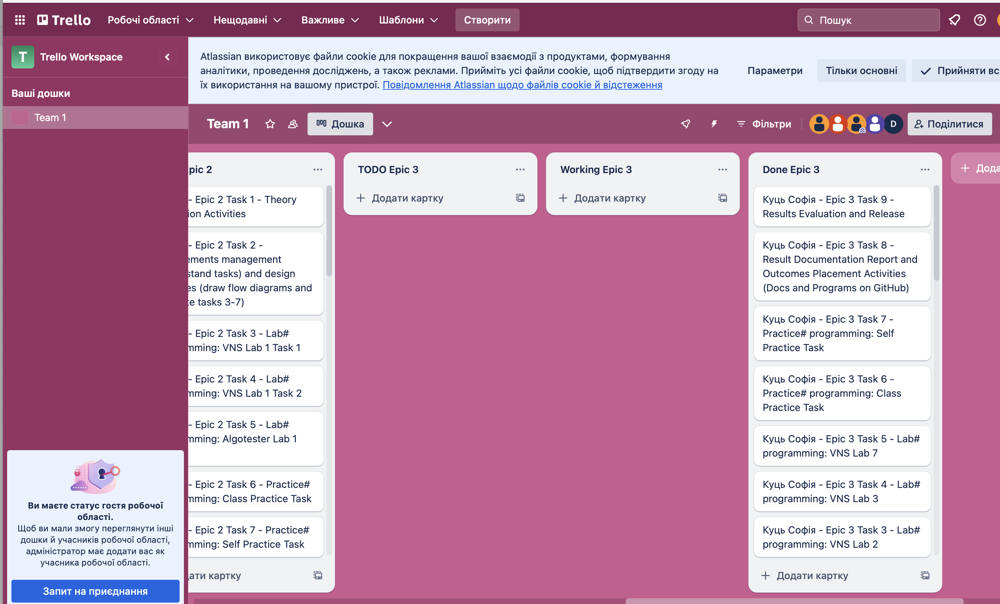 Trello
Робочі області
Нещодавні
Важливе
Шаблони
Створити
Пошук
T
Trello Workspace
Ваші дошки
Team 1
Atlassian використовує файли cookie для покращення вашої взаємодії з продуктами, формування
аналітики, проведення досліджень, а також реклами. Прийміть усі файли cookie, щоб підтвердити згоду на
їх використання на вашому пристрої. Повідомлення Atlassian щодо файлів cookie й відстеження
Параметри
Тільки основні
Прийняти вс
Team 1
Дошка
Фільтри
D
Поділитися
pic 2
- Epic 2 Task 1 - Theory
ion Activities
- Epic 2 Task 2 -
ements management
stand tasks) and design
es (draw flow diagrams and
te tasks 3-7)
- Epic 2 Task 3 - Lab#
mming: VNS Lab 1 Task 1
- Epic 2 Task 4 - Lab#
mming: VNS Lab 1 Task 2
- Epic 2 Task 5 - Lab#
mming: Algotester Lab 1
- Epic 2 Task 6 - Practice#
mming: Class Practice Task
- Epic 2 Task 7 - Practice#
mming: Self Practice Task
ати картку
TODO Epic 3
Додати картку
Working Epic 3
Додати картку
Done Epic 3
Куць Софія - Epic 3 Task 9 -
Results Evaluation and Release
Куць Софія - Epic 3 Task 8 -
Result Documentation Report and
Outcomes Placement Activities
(Docs and Programs on GitHub)
Куць Софія - Epic 3 Task 7 -
Practice# programming: Self
Practice Task
Куць Софія - Epic 3 Task 6 -
Practice# programming: Class
Practice Task
Куць Софія - Epic 3 Task 5 - Lab#
programming: VNS Lab 7
Куць Софія - Epic 3 Task 4 - Lab#
programming: VNS Lab 3
Куць Софія - Epic 3 Task 3 - Lab#
programming: VNS Lab 2
Додати картку
Дода
Ви маєте статус гостя робочої
області.
Щоб ви мали змогу переглянути інші
дошки й учасників робочої області,
адміністратор має додати вас як
учасника робочої області.
Запит на приєднання